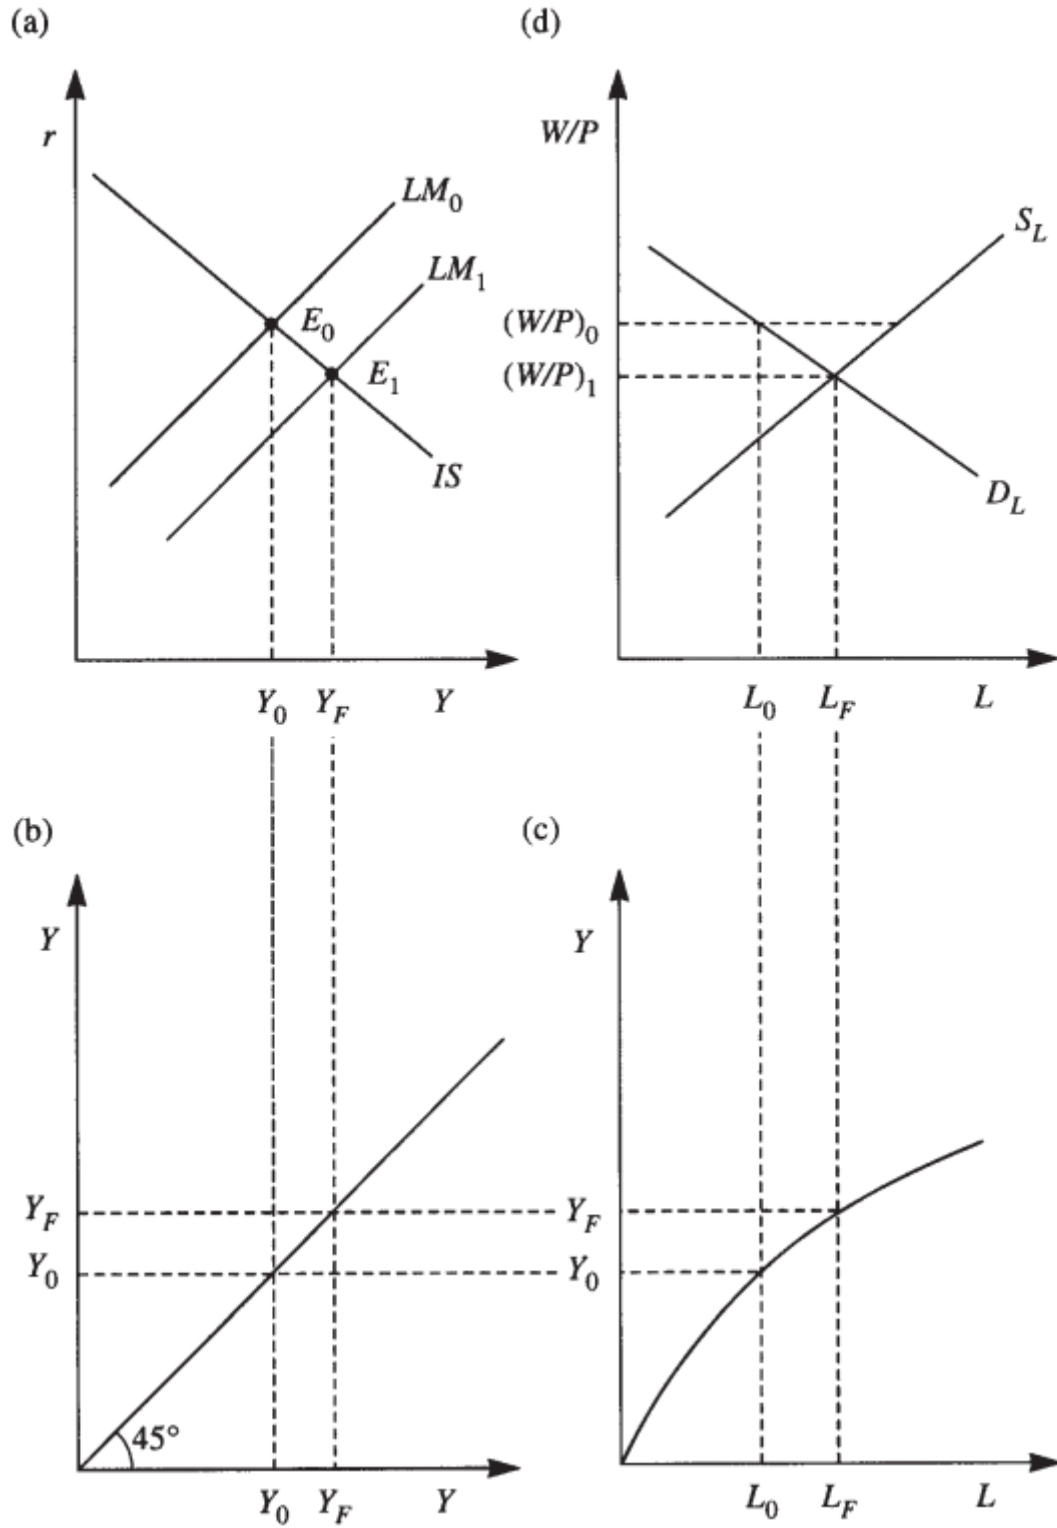 (a)
r
LM₀
LM₁
E₀
E₁
IS
Y₀ Y_F Y
(d)
W/P
S_L
(W/P)₀
(W/P)₁
D_L
L₀ L_F L
(b)
Y
Y_F
Y₀
45°
Y₀ Y_F Y
(c)
Y
Y_F
Y₀
L₀ L_F L